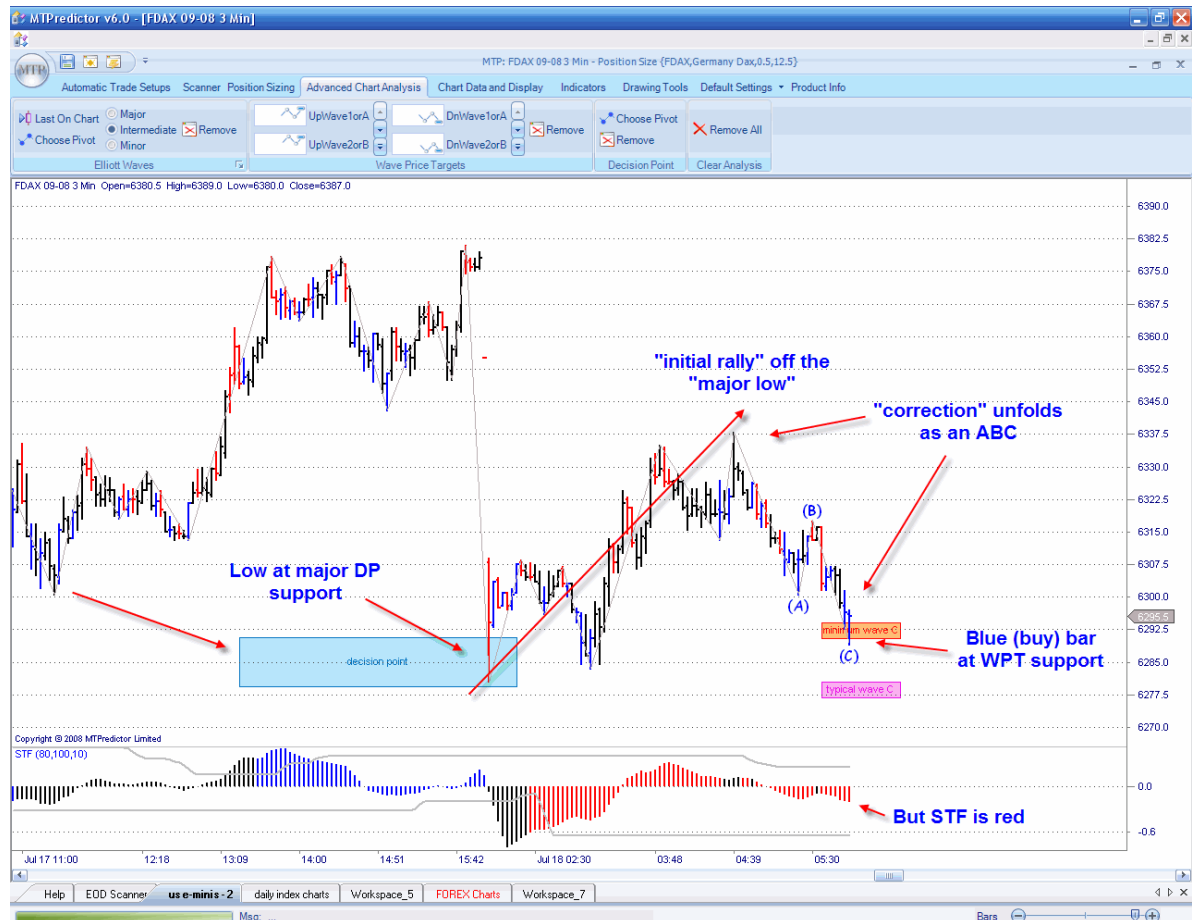 MTPredictor v6.0 - [FDAX 09-08 3 Min]
MTP
MTP: FDAX 09-08 3 Min - Position Size {FDAX,Germany Dax,0.5,12.5}
Automatic Trade Setups Scanner Position Sizing Advanced Chart Analysis Chart Data and Display Indicators Drawing Tools Default Settings Product Info
Last On Chart
Choose Pivot
Major
Intermediate
Minor
Remove
Elliott Waves
UpWave1orA
UpWave2orB
DnWave1orA
DnWave2orB
Remove
Wave Price Targets
Choose Pivot
Remove
Decision Point
Remove All
Clear Analysis
FDAX 09-08 3 Min Open=6380.5 High=6389.0 Low=6380.0 Close=6387.0
6390.0
6382.5
6375.0
6367.5
6360.0
6352.5
6345.0
6337.5
6330.0
6322.5
6315.0
6307.5
6300.0
6295.5
6292.5
6285.0
6277.5
6270.0
"initial rally" off the
"major low"
"correction" unfolds
as an ABC
Low at major DP
support
decision point
(B)
(A)
minimum wave C
(C)
typical wave C
Blue (buy) bar
at WPT support
Copyright © 2008 MTPredictor Limited
STF (80,100,10)
0.0
-0.6
But STF is red
Jul 17 11:00 12:18 13:09 14:00 14:51 15:42 Jul 18 02:30 03:48 04:39 05:30
Help EOD Scanner us e-minis - 2 daily index charts Workspace_5 FOREX Charts Workspace_7
Msg: Bars